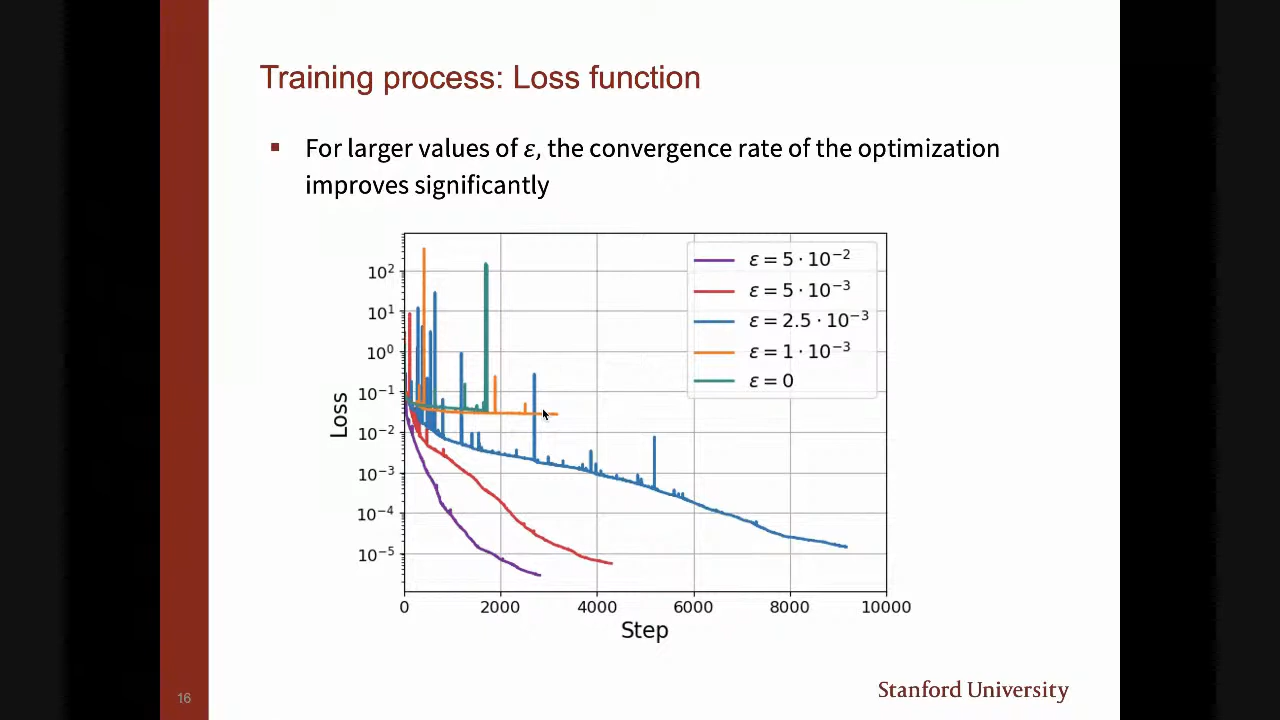 Training process: Loss function
▪ For larger values of ε, the convergence rate of the optimization
improves significantly
10²
10¹
10⁰
10⁻¹
10⁻²
10⁻³
10⁻⁴
10⁻⁵
Loss
ε = 5 · 10⁻²
ε = 5 · 10⁻³
ε = 2.5 · 10⁻³
ε = 1 · 10⁻³
ε = 0
0 2000 4000 6000 8000 10000
Step
16
Stanford University